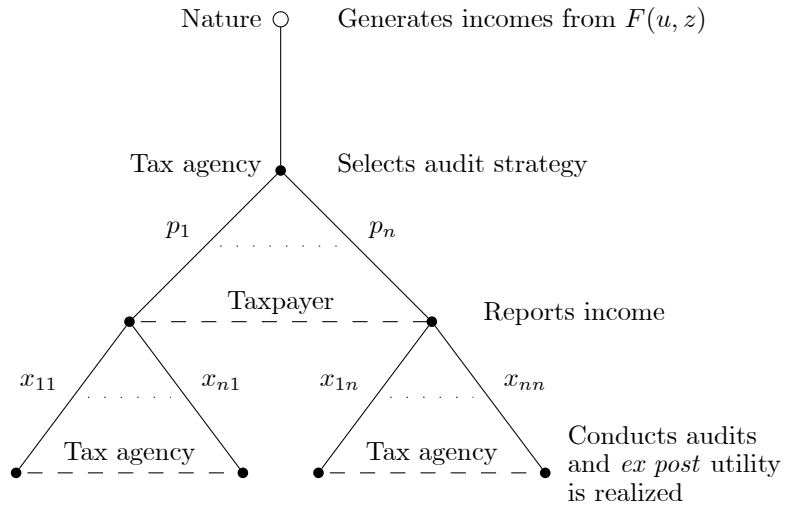 Nature Generates incomes from F(u, z)
Tax agency Selects audit strategy
p1 pn
Taxpayer
Reports income
x11 xn1 x1n xnn
Tax agency Tax agency
Conducts audits
and ex post utility
is realized